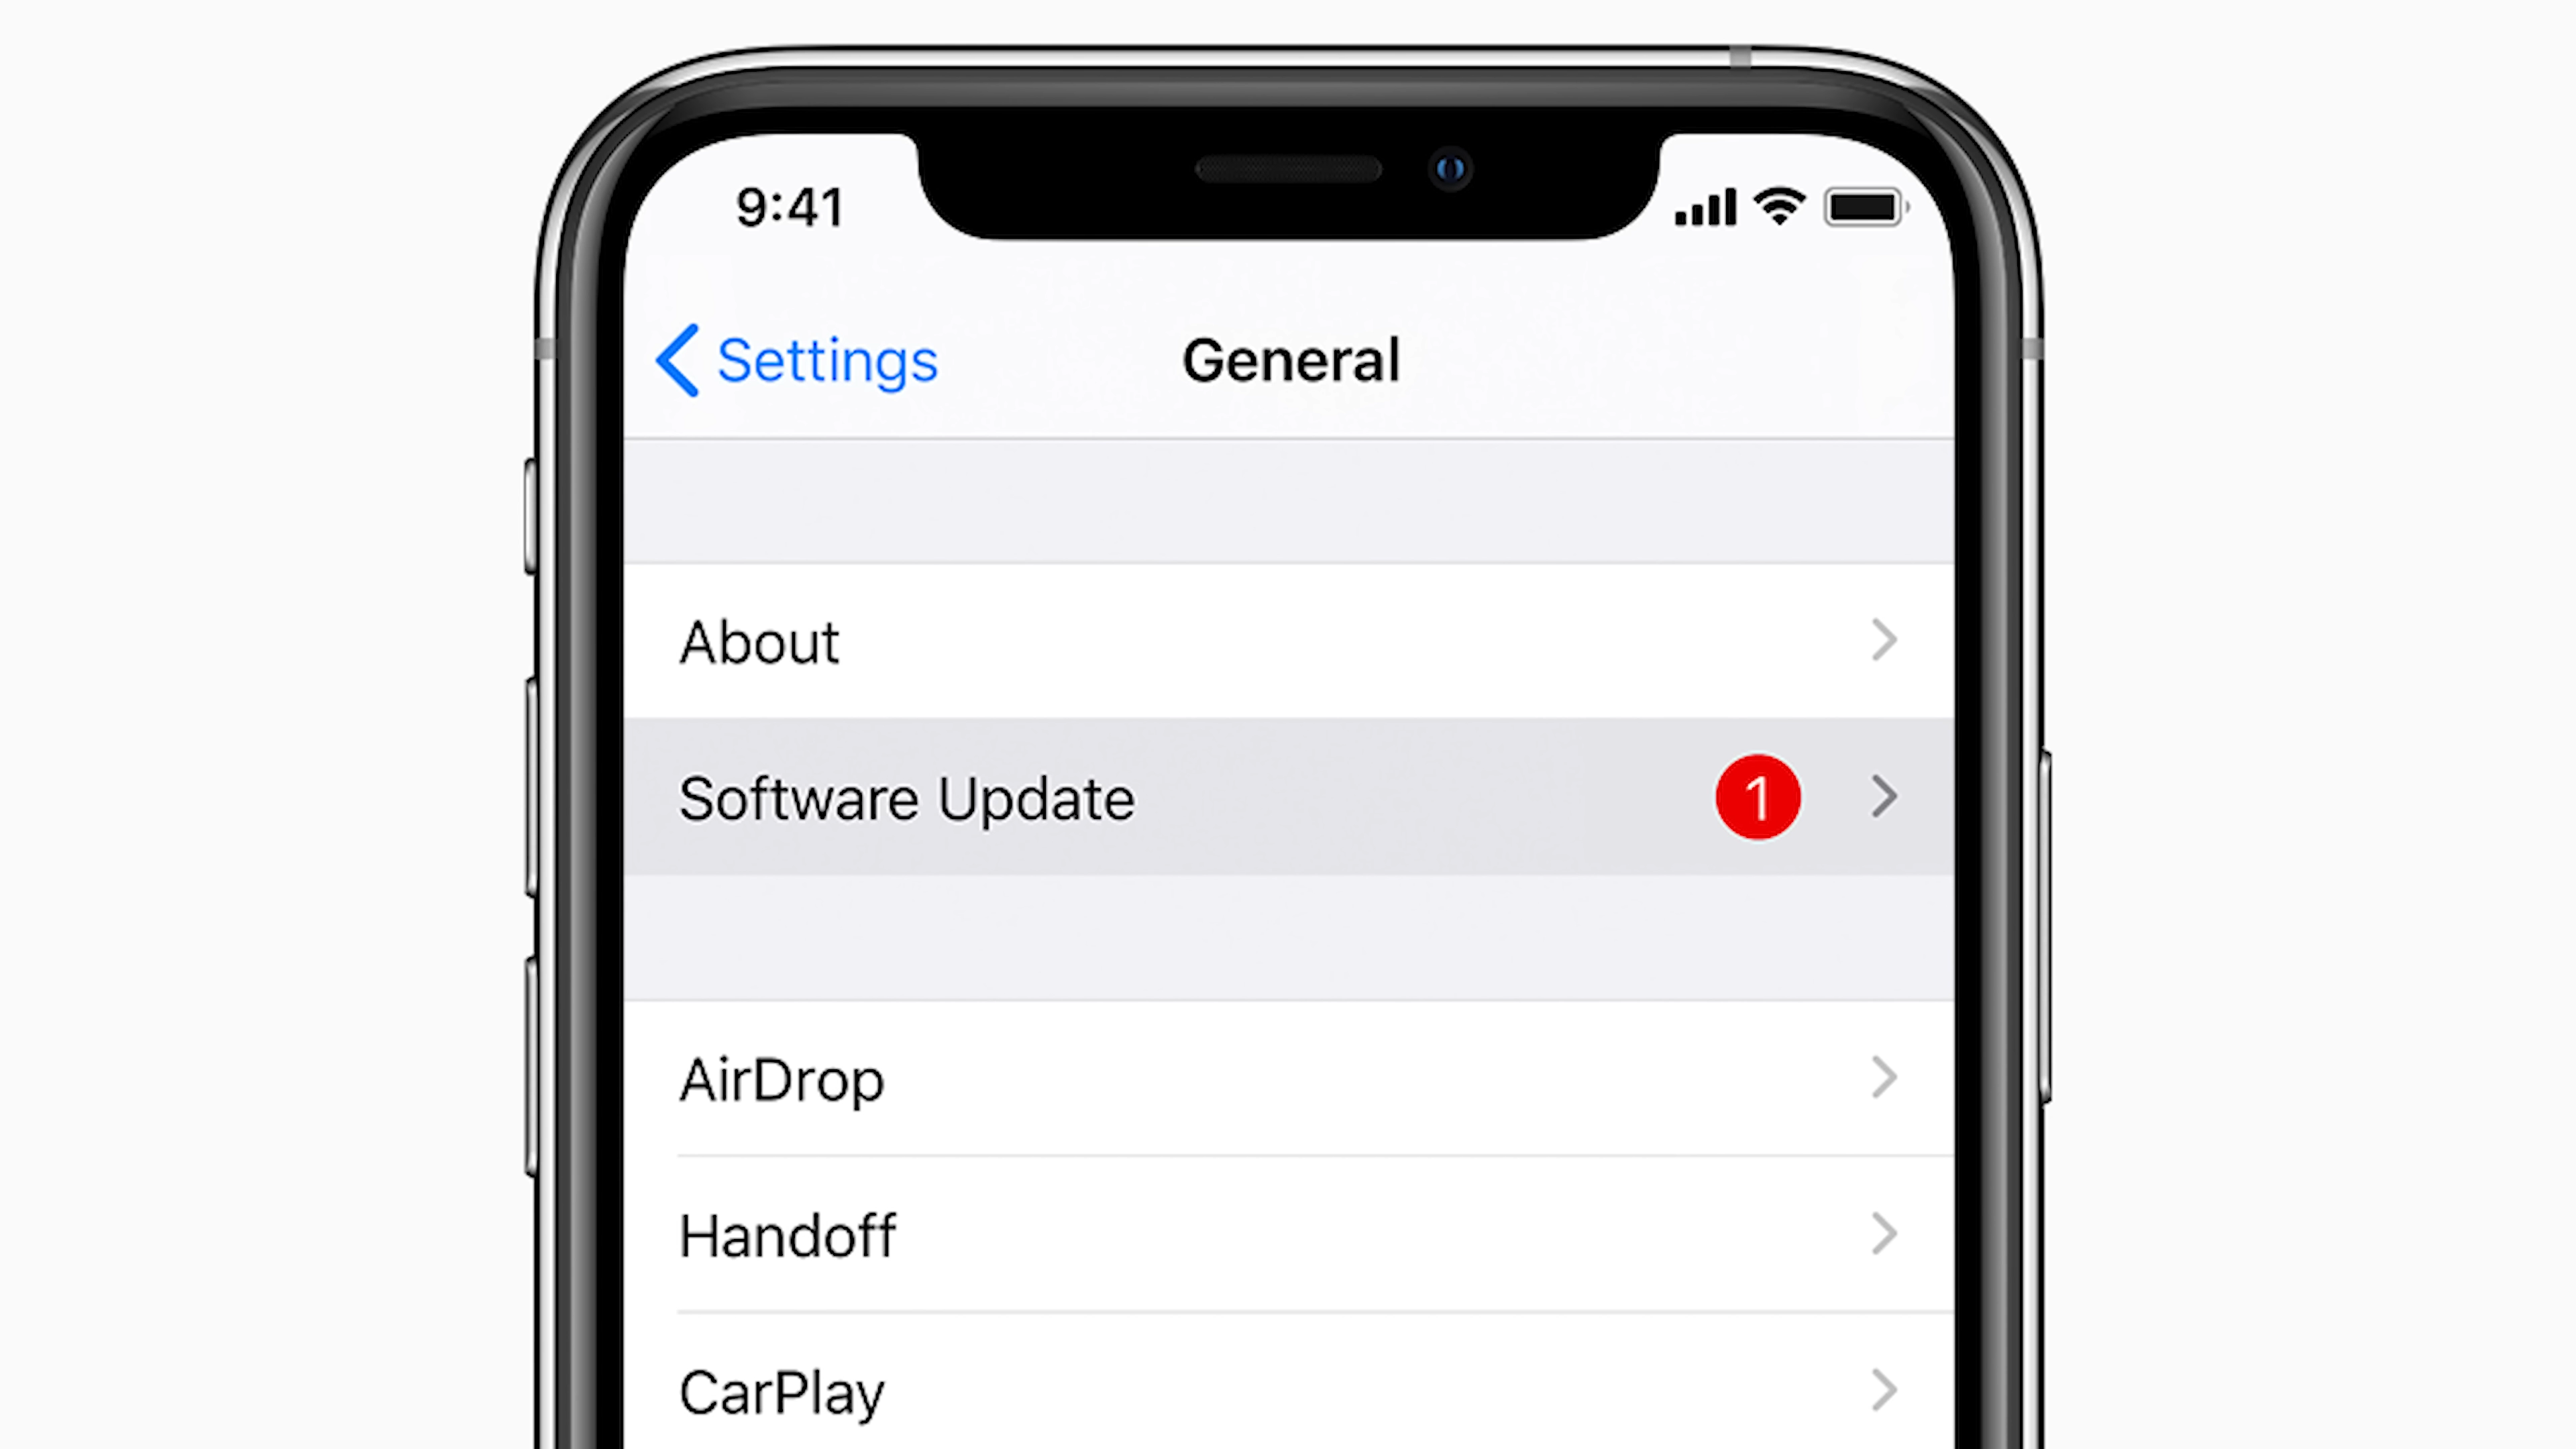 9:41
Settings
General
About
Software Update
1
AirDrop
Handoff
CarPlay